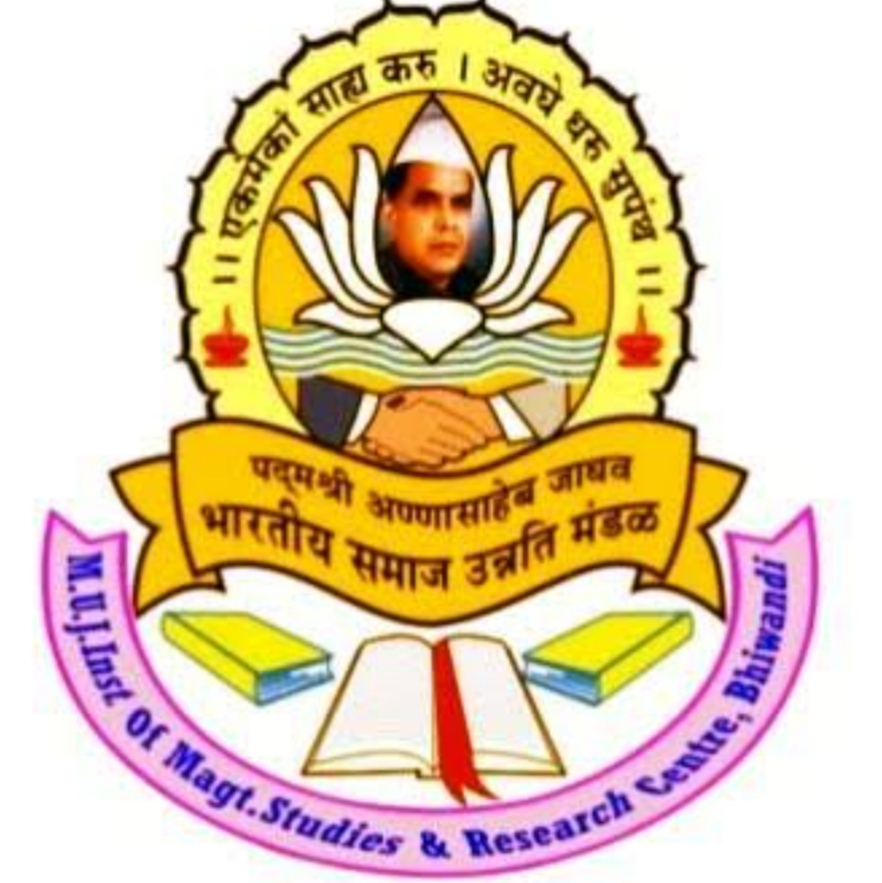 ।। एकमेकां साह्य करु । अवघे धरु सुपंथ ।।
पद्मश्री अण्णासाहेब जाधव
भारतीय समाज उन्नति मंडळ
M.U.J.Inst Of Magt.Studies & Research Centre, Bhiwandi